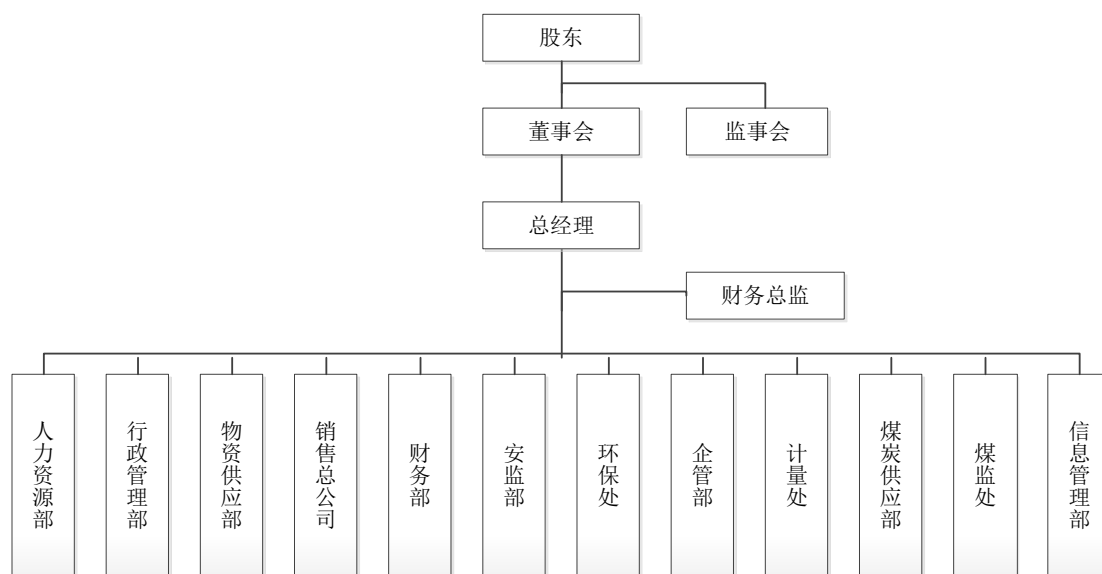 股东
董事会
监事会
总经理
财务总监
人力资源部
行政管理部
物资供应部
销售总公司
财务部
安监部
环保处
企管部
计量处
煤炭供应部
煤监处
信息管理部